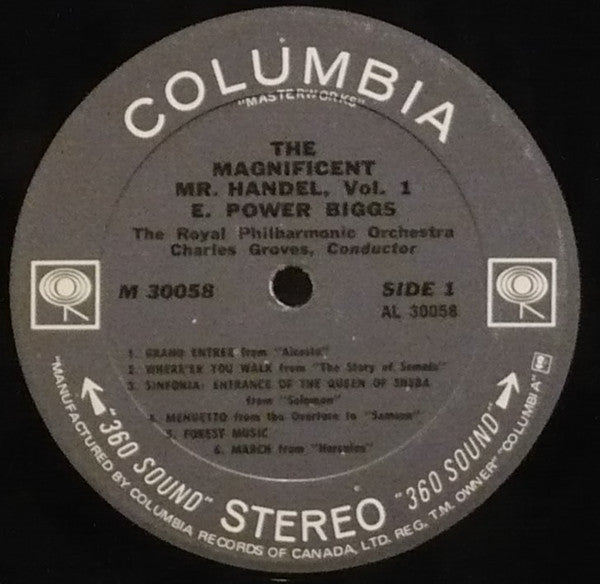 COLUMBIA
"MASTERWORKS"
THE
MAGNIFICENT
MR. HANDEL, Vol. 1
E. POWER BIGGS
The Royal Philharmonic Orchestra
Charles Groves, Conductor
M 30058
SIDE 1
AL 30058
1. GRAND ENTREE from "Alceste"
2. WHERE'ER YOU WALK from "The Story of Semele"
3. SINFONIA: ENTRANCE OF THE QUEEN OF SHEBA
from "Solomon"
4. MENUETTO from the Overture to "Samson"
5. FOREST MUSIC
6. MARCH from "Hercules"
"360 SOUND" STEREO "360 SOUND"
"MANUFACTURED BY COLUMBIA RECORDS OF CANADA, LTD. REG. T.M. OWNER" "COLUMBIA"